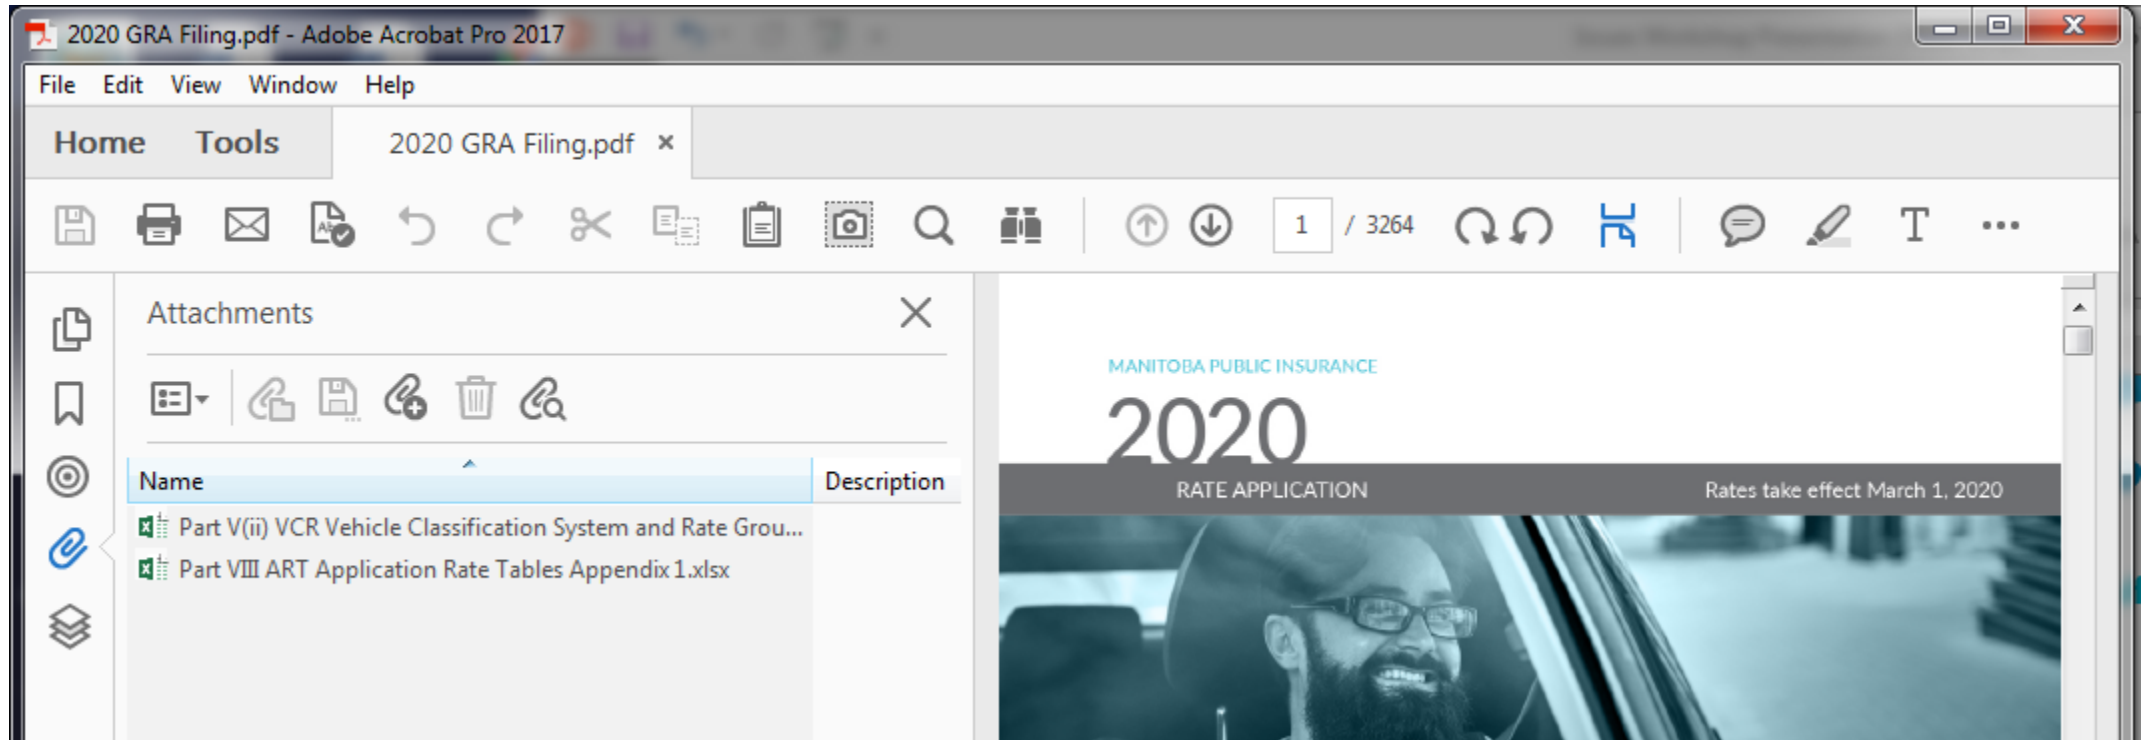 2020 GRA Filing.pdf - Adobe Acrobat Pro 2017
File Edit View Window Help
Home Tools 2020 GRA Filing.pdf ×
1 / 3264 T
Attachments
Name Description
Part V(ii) VCR Vehicle Classification System and Rate Grou...
Part VIII ART Application Rate Tables Appendix 1.xlsx
MANITOBA PUBLIC INSURANCE
2020
RATE APPLICATION Rates take effect March 1, 2020